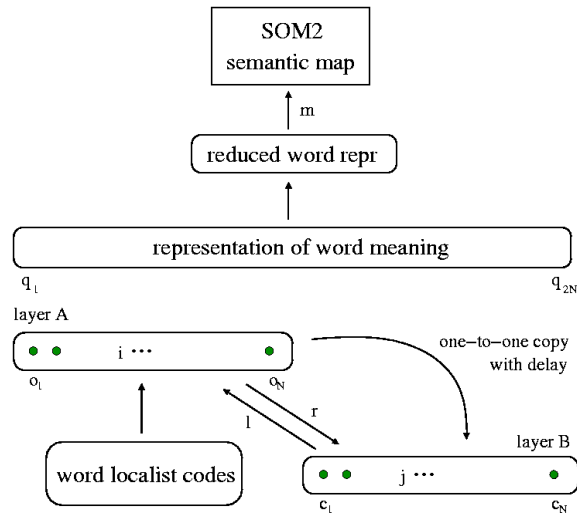 SOM2
semantic map
m
reduced word repr
representation of word meaning
q1 q2N
layer A
i ···
o1 oN
one-to-one copy
with delay
l r
layer B
word localist codes
j ···
c1 cN